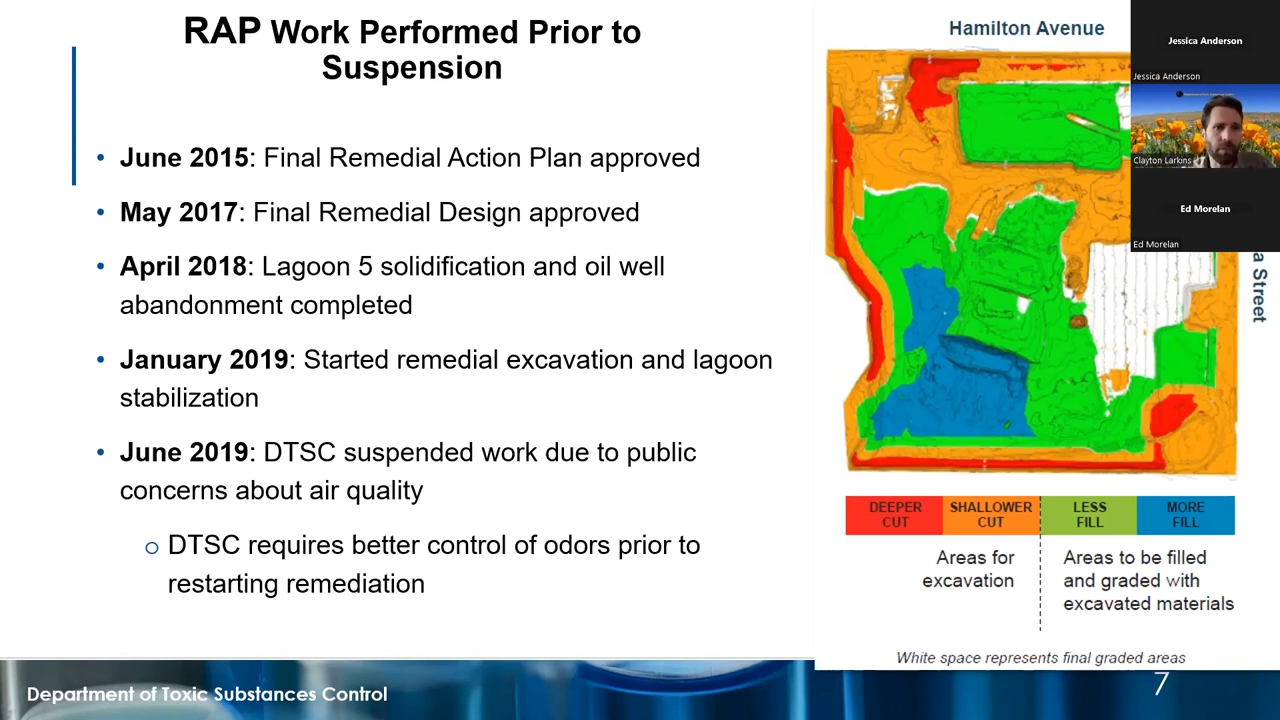 RAP Work Performed Prior to
Suspension
• June 2015: Final Remedial Action Plan approved
• May 2017: Final Remedial Design approved
• April 2018: Lagoon 5 solidification and oil well
abandonment completed
• January 2019: Started remedial excavation and lagoon
stabilization
• June 2019: DTSC suspended work due to public
concerns about air quality
o DTSC requires better control of odors prior to
restarting remediation
Hamilton Avenue
a Street
DEEPER
CUT
SHALLOWER
CUT
LESS
FILL
MORE
FILL
Areas for
excavation
Areas to be filled
and graded with
excavated materials
White space represents final graded areas
Jessica Anderson
Jessica Anderson
Clayton Larkins
Ed Morelan
Ed Morelan
Department of Toxic Substances Control
7